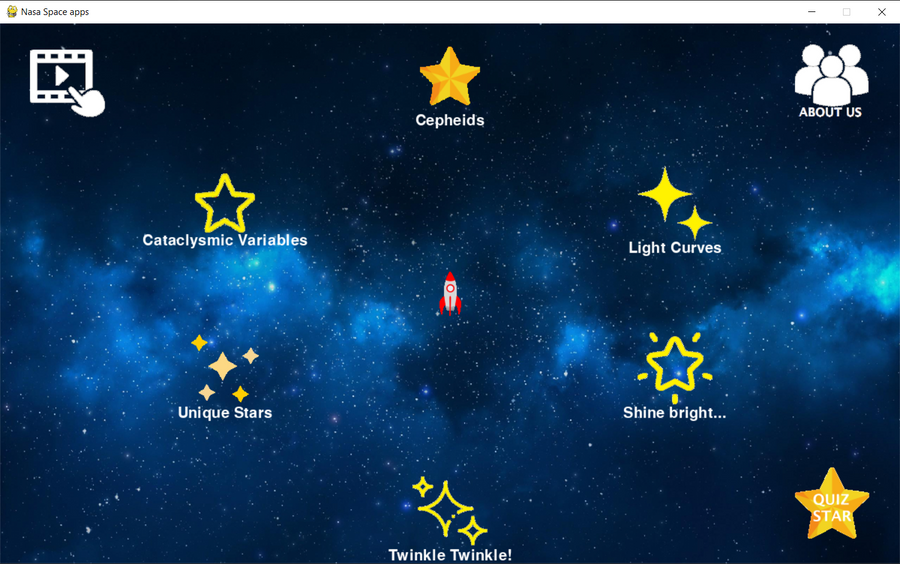 Nasa Space apps
Cepheids
ABOUT US
Cataclysmic Variables
Light Curves
Unique Stars
Shine bright...
QUIZ
STAR
Twinkle Twinkle!